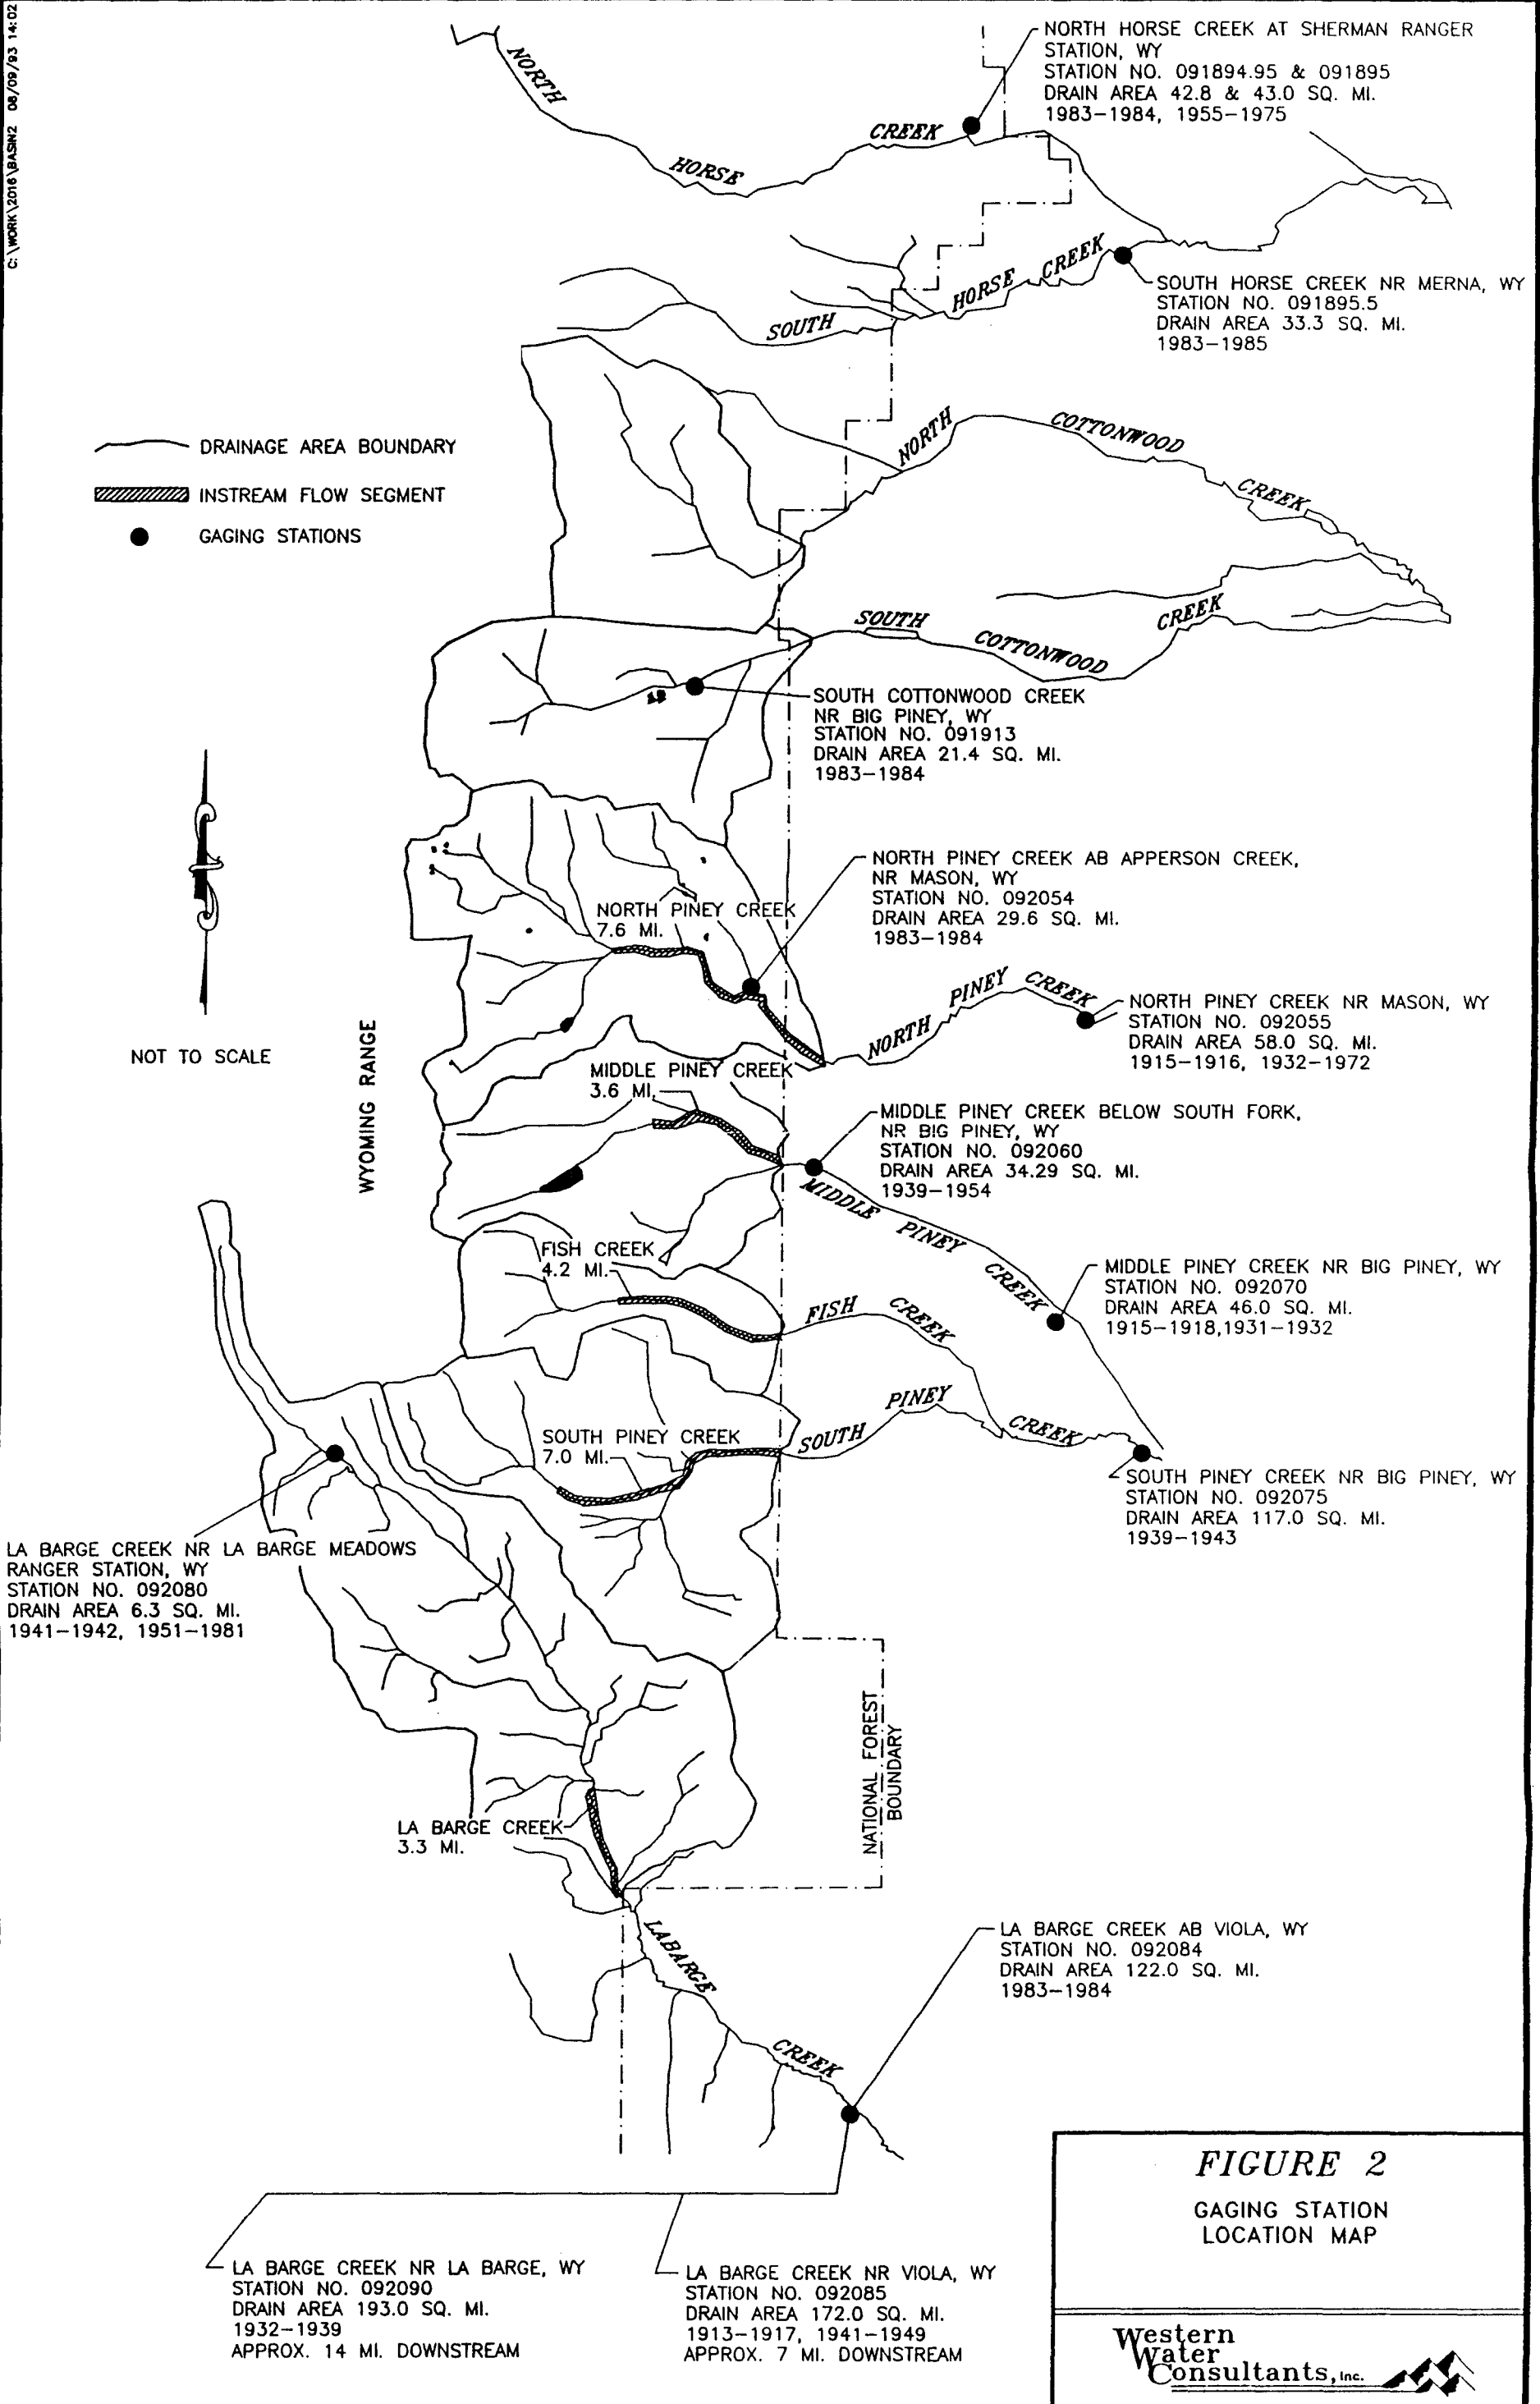 C:\WORK\2016\BASIN2 08/09/93 14:02
NORTH
HORSE
CREEK
NORTH HORSE CREEK AT SHERMAN RANGER
STATION, WY
STATION NO. 091894.95 & 091895
DRAIN AREA 42.8 & 43.0 SQ. MI.
1983-1984, 1955-1975
SOUTH
HORSE
CREEK
SOUTH HORSE CREEK NR MERNA, WY
STATION NO. 091895.5
DRAIN AREA 33.3 SQ. MI.
1983-1985
DRAINAGE AREA BOUNDARY
INSTREAM FLOW SEGMENT
GAGING STATIONS
NORTH
COTTONWOOD
CREEK
SOUTH
COTTONWOOD
CREEK
SOUTH COTTONWOOD CREEK
NR BIG PINEY, WY
STATION NO. 091913
DRAIN AREA 21.4 SQ. MI.
1983-1984
NOT TO SCALE
WYOMING RANGE
NORTH PINEY CREEK
7.6 MI.
NORTH PINEY CREEK AB APPERSON CREEK,
NR MASON, WY
STATION NO. 092054
DRAIN AREA 29.6 SQ. MI.
1983-1984
NORTH
PINEY
CREEK
NORTH PINEY CREEK NR MASON, WY
STATION NO. 092055
DRAIN AREA 58.0 SQ. MI.
1915-1916, 1932-1972
MIDDLE PINEY CREEK
3.6 MI.
MIDDLE PINEY CREEK BELOW SOUTH FORK,
NR BIG PINEY, WY
STATION NO. 092060
DRAIN AREA 34.29 SQ. MI.
1939-1954
MIDDLE
PINEY
CREEK
MIDDLE PINEY CREEK NR BIG PINEY, WY
STATION NO. 092070
DRAIN AREA 46.0 SQ. MI.
1915-1918,1931-1932
FISH CREEK
4.2 MI.
FISH
CREEK
SOUTH PINEY CREEK
7.0 MI.
SOUTH
PINEY
CREEK
SOUTH PINEY CREEK NR BIG PINEY, WY
STATION NO. 092075
DRAIN AREA 117.0 SQ. MI.
1939-1943
LA BARGE CREEK NR LA BARGE MEADOWS
RANGER STATION, WY
STATION NO. 092080
DRAIN AREA 6.3 SQ. MI.
1941-1942, 1951-1981
NATIONAL FOREST
BOUNDARY
LA BARGE CREEK
3.3 MI.
LABARGE
CREEK
LA BARGE CREEK AB VIOLA, WY
STATION NO. 092084
DRAIN AREA 122.0 SQ. MI.
1983-1984
LA BARGE CREEK NR LA BARGE, WY
STATION NO. 092090
DRAIN AREA 193.0 SQ. MI.
1932-1939
APPROX. 14 MI. DOWNSTREAM
LA BARGE CREEK NR VIOLA, WY
STATION NO. 092085
DRAIN AREA 172.0 SQ. MI.
1913-1917, 1941-1949
APPROX. 7 MI. DOWNSTREAM
FIGURE 2
GAGING STATION
LOCATION MAP
Western
Water
Consultants, Inc.